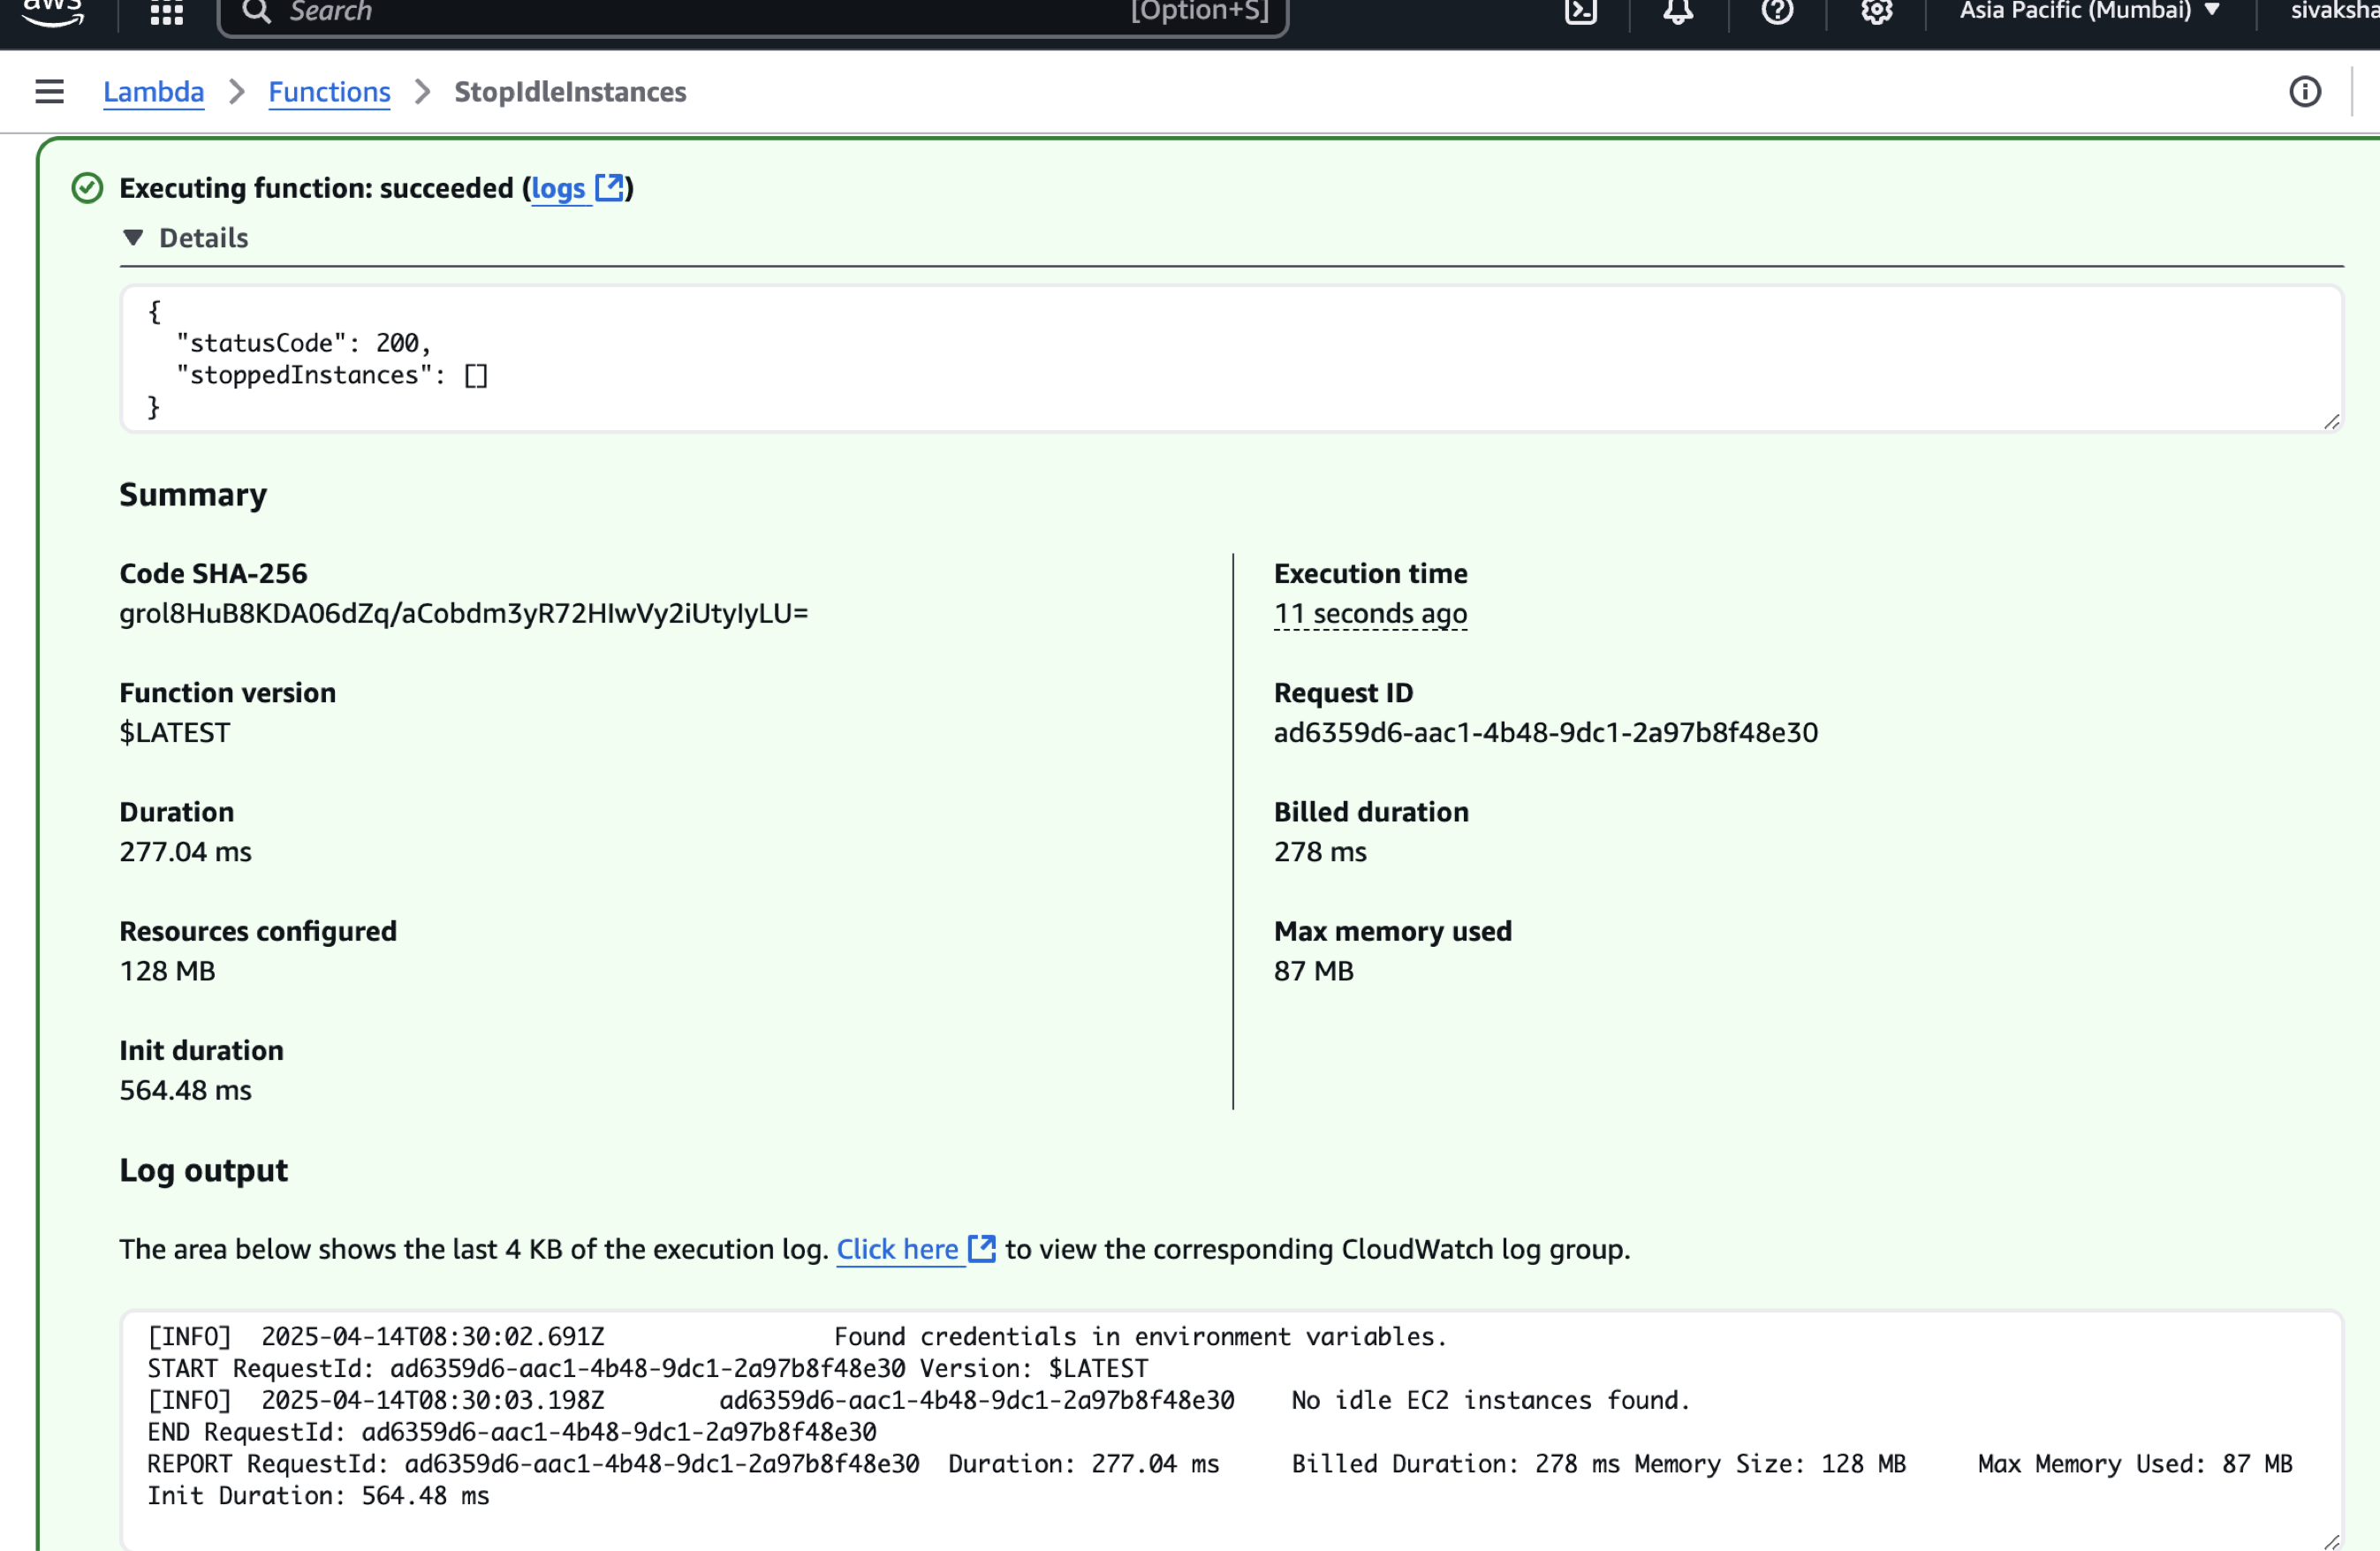 aws
Search [Option+S] Asia Pacific (Mumbai)
Lambda Functions StopIdleInstances
Executing function: succeeded (logs)
Details
{
"statusCode": 200,
"stoppedInstances": []
}
Summary
Code SHA-256
grol8HuB8KDA06dZq/aCobdm3yR72HIwVy2iUtyIyLU=
Execution time
11 seconds ago
Function version
$LATEST
Request ID
ad6359d6-aac1-4b48-9dc1-2a97b8f48e30
Duration
277.04 ms
Billed duration
278 ms
Resources configured
128 MB
Max memory used
87 MB
Init duration
564.48 ms
Log output
The area below shows the last 4 KB of the execution log. Click here to view the corresponding CloudWatch log group.
[INFO] 2025-04-14T08:30:02.691Z Found credentials in environment variables.
START RequestId: ad6359d6-aac1-4b48-9dc1-2a97b8f48e30 Version: $LATEST
[INFO] 2025-04-14T08:30:03.198Z ad6359d6-aac1-4b48-9dc1-2a97b8f48e30 No idle EC2 instances found.
END RequestId: ad6359d6-aac1-4b48-9dc1-2a97b8f48e30
REPORT RequestId: ad6359d6-aac1-4b48-9dc1-2a97b8f48e30 Duration: 277.04 ms Billed Duration: 278 ms Memory Size: 128 MB Max Memory Used: 87 MB
Init Duration: 564.48 ms